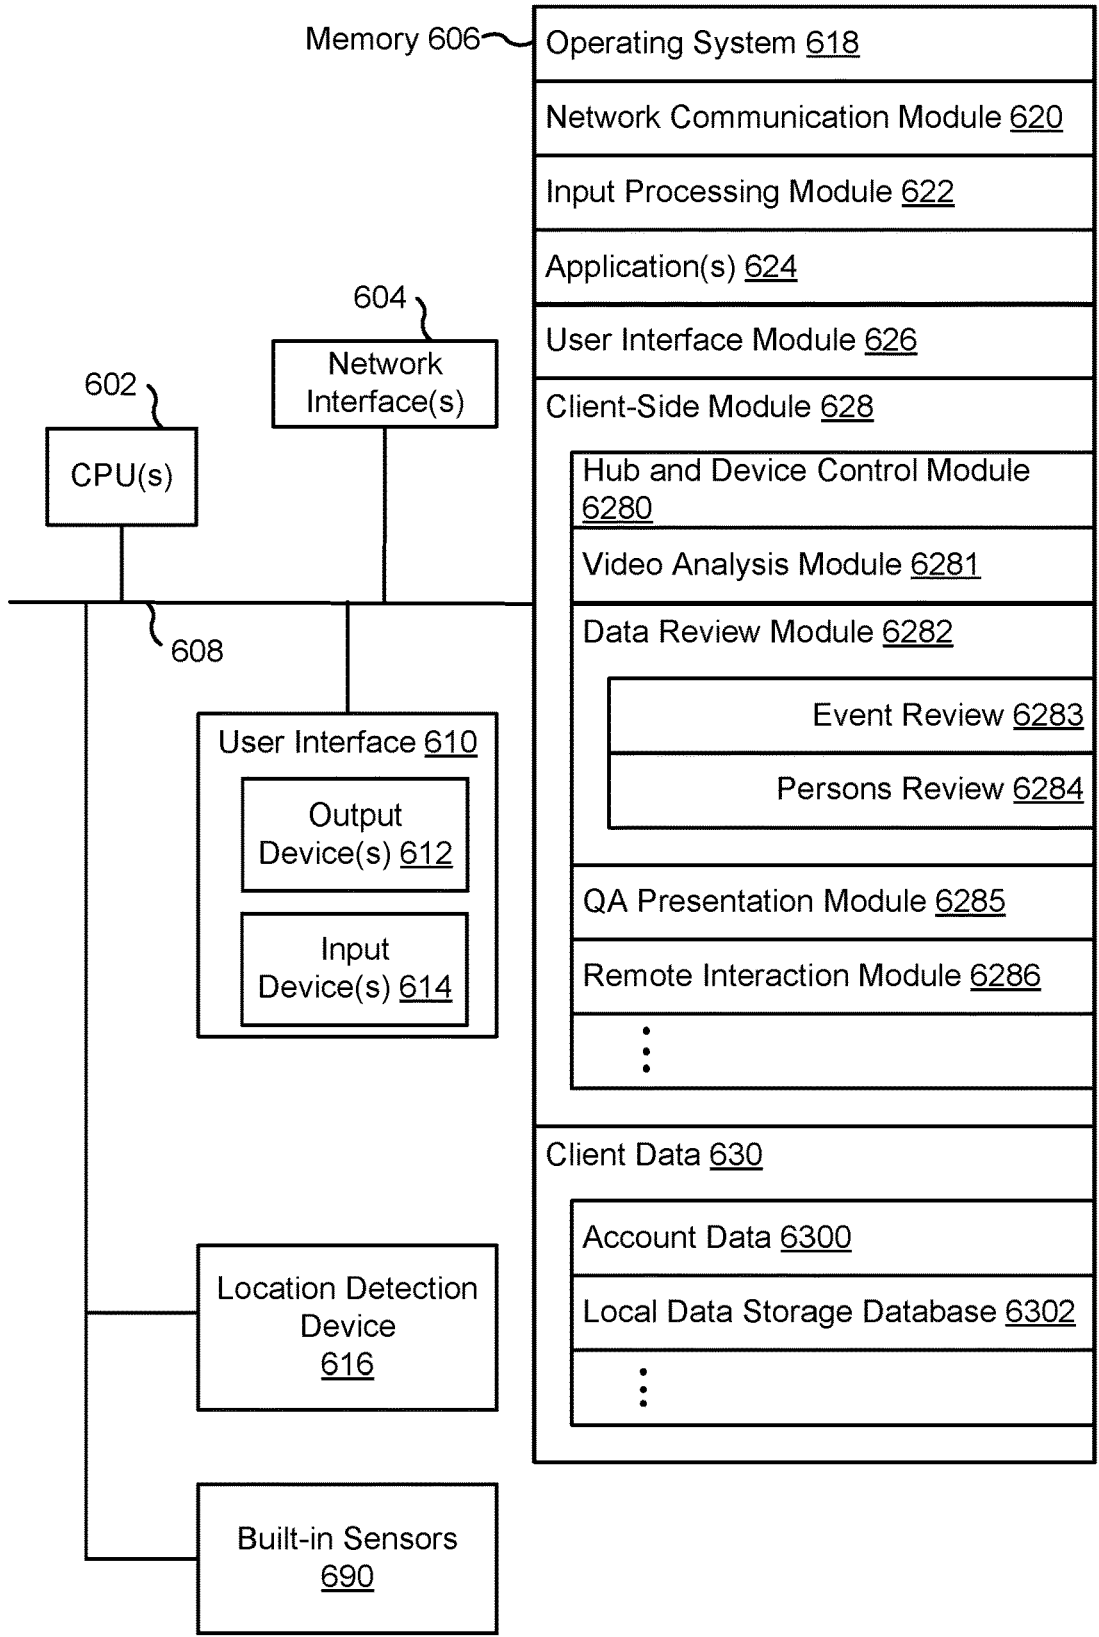 Memory 606
Operating System 618
Network Communication Module 620
Input Processing Module 622
Application(s) 624
User Interface Module 626
Client-Side Module 628
Hub and Device Control Module
6280
Video Analysis Module 6281
Data Review Module 6282
Event Review 6283
Persons Review 6284
QA Presentation Module 6285
Remote Interaction Module 6286
Client Data 630
Account Data 6300
Local Data Storage Database 6302
604
Network
Interface(s)
602
CPU(s)
608
User Interface 610
Output
Device(s) 612
Input
Device(s) 614
Location Detection
Device
616
Built-in Sensors
690